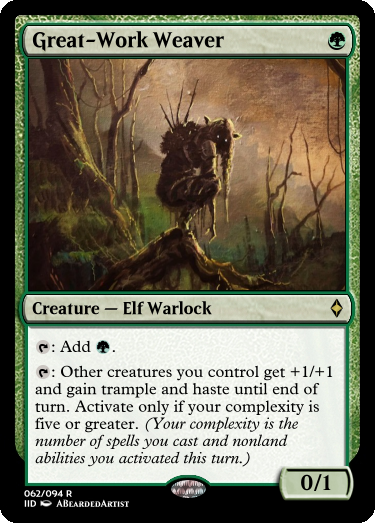 Great-Work Weaver
Creature — Elf Warlock
: Add .
: Other creatures you control get +1/+1
and gain trample and haste until end of
turn. Activate only if your complexity is
five or greater. (Your complexity is the
number of spells you cast and nonland
abilities you activated this turn.)
0/1
062/094 R
IID ABeardedArtist